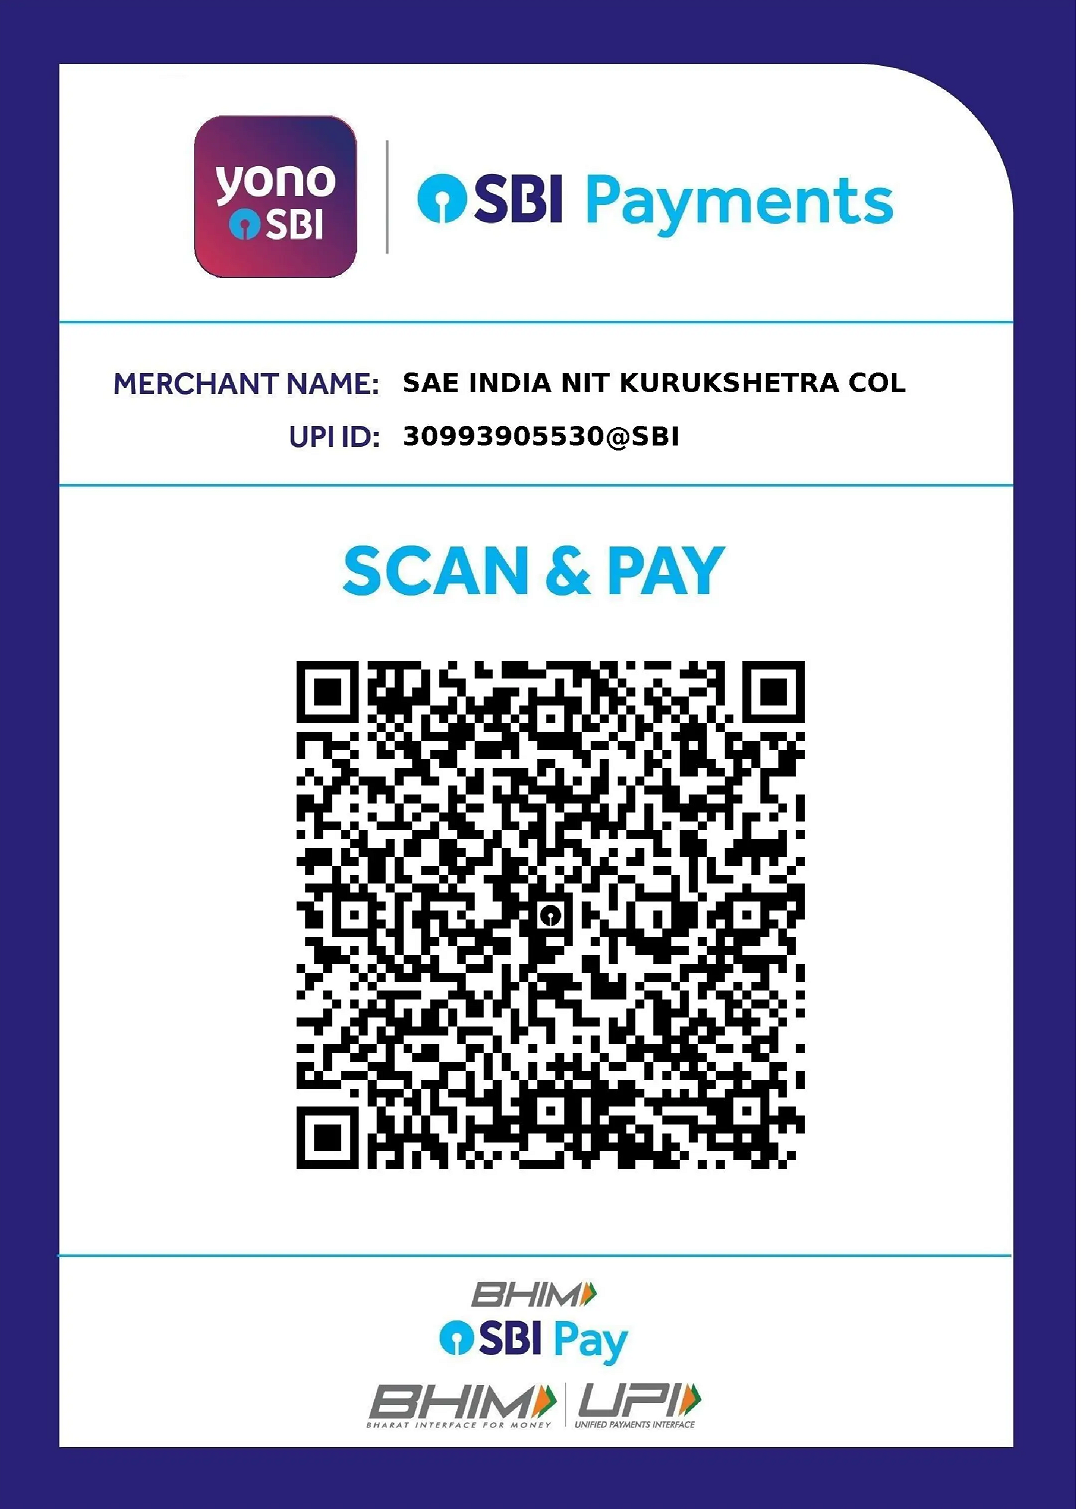 yono
SBI
SBI Payments
MERCHANT NAME: SAE INDIA NIT KURUKSHETRA COL
UPI ID: 30993905530@SBI
SCAN & PAY
BHIM
SBI Pay
BHIM UPI
BHARAT INTERFACE FOR MONEY UNIFIED PAYMENTS INTERFACE